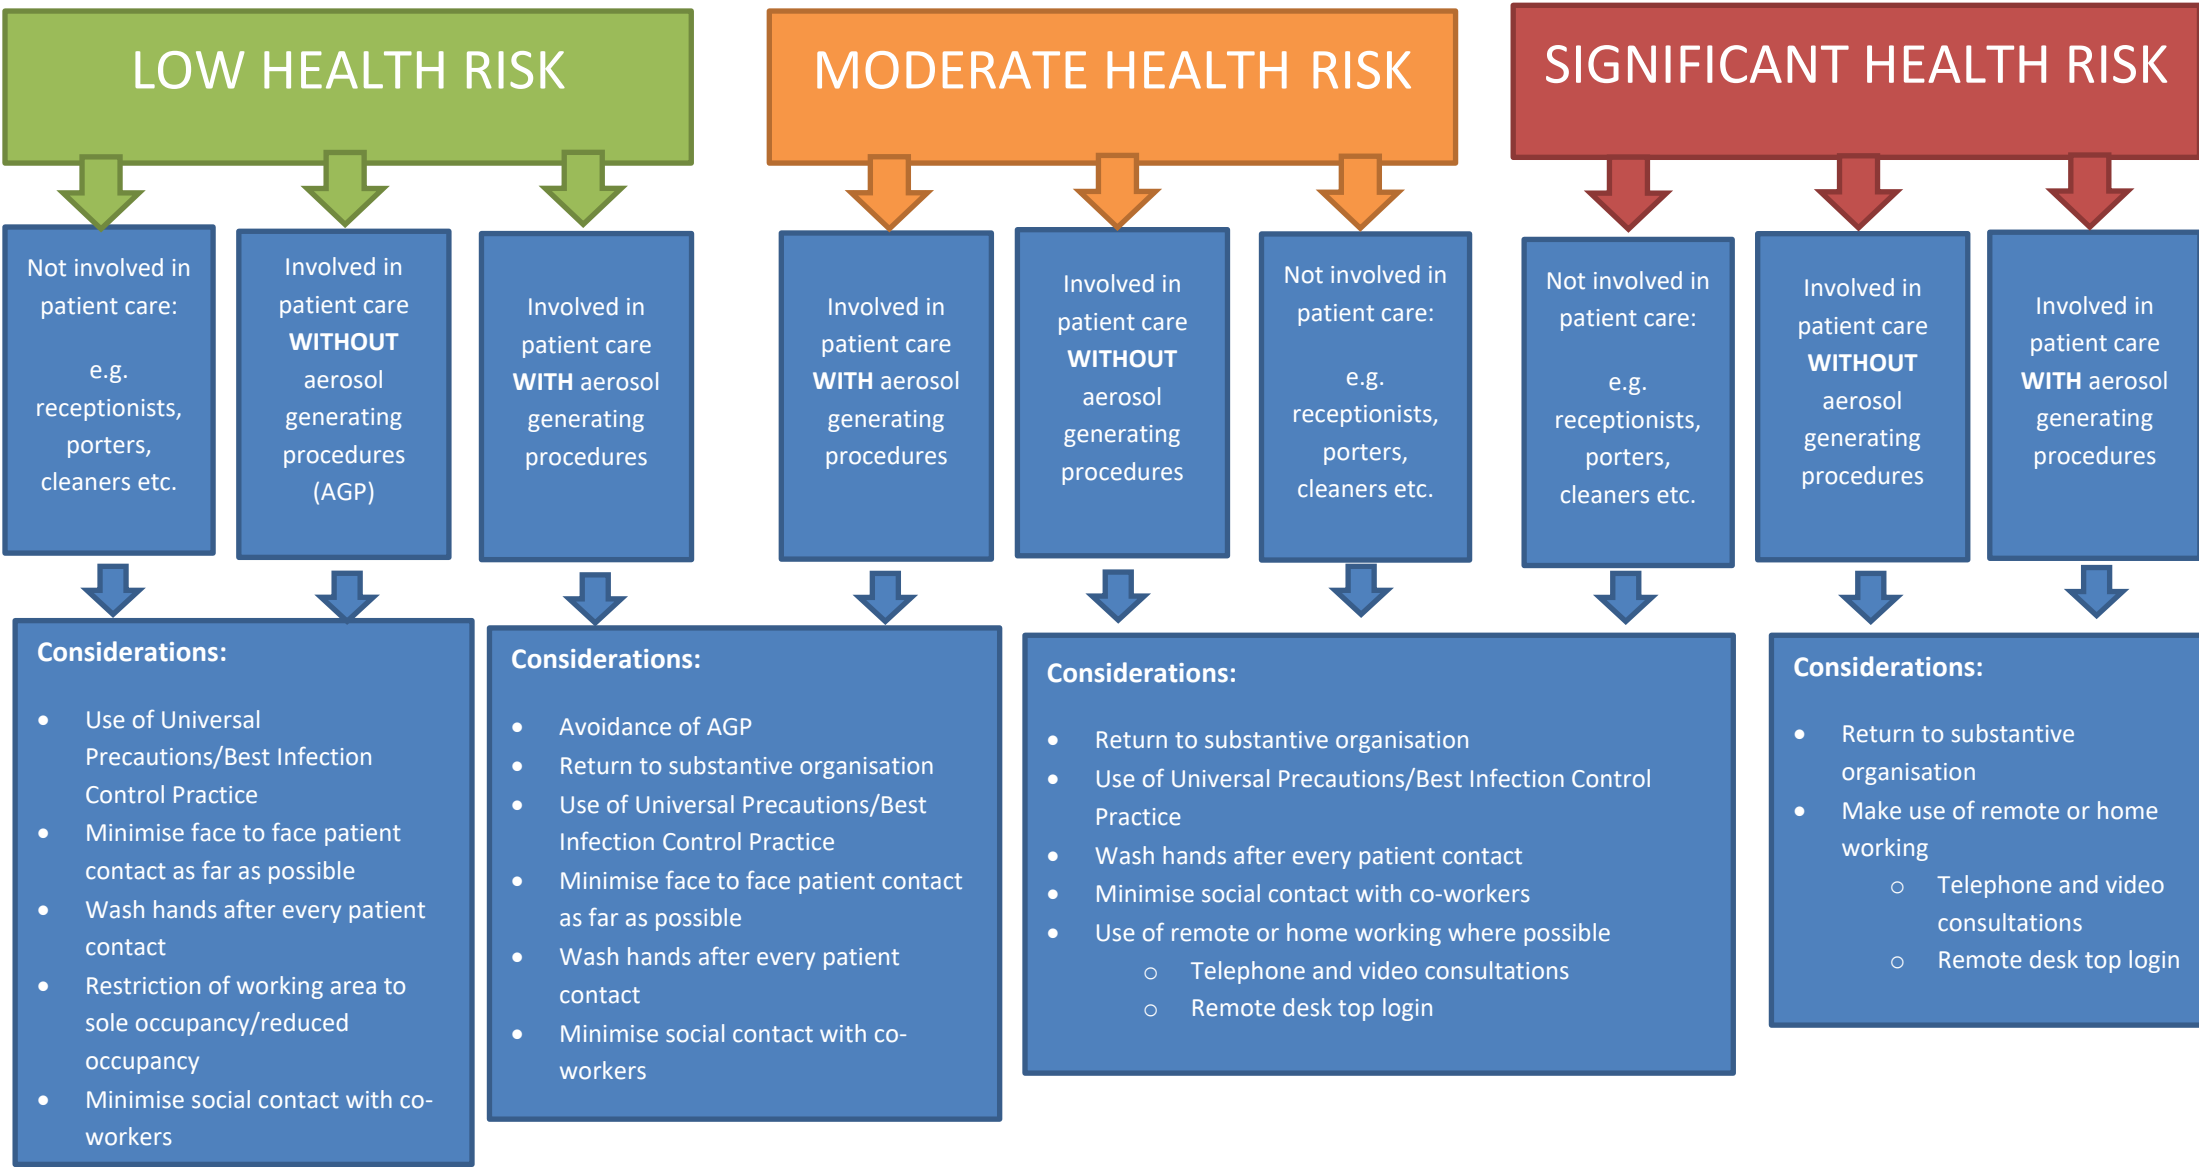 LOW HEALTH RISK
MODERATE HEALTH RISK
SIGNIFICANT HEALTH RISK
Not involved in
patient care:
e.g.
receptionists,
porters,
cleaners etc.
Involved in
patient care
WITHOUT
aerosol
generating
procedures
(AGP)
Involved in
patient care
WITH aerosol
generating
procedures
Involved in
patient care
WITH aerosol
generating
procedures
Involved in
patient care
WITHOUT
aerosol
generating
procedures
Not involved in
patient care:
e.g.
receptionists,
porters,
cleaners etc.
Not involved in
patient care:
e.g.
receptionists,
porters,
cleaners etc.
Involved in
patient care
WITHOUT
aerosol
generating
procedures
Involved in
patient care
WITH aerosol
generating
procedures
Considerations:
• Use of Universal
Precautions/Best Infection
Control Practice
• Minimise face to face patient
contact as far as possible
• Wash hands after every patient
contact
• Restriction of working area to
sole occupancy/reduced
occupancy
• Minimise social contact with co-
workers
Considerations:
• Avoidance of AGP
• Return to substantive organisation
• Use of Universal Precautions/Best
Infection Control Practice
• Minimise face to face patient contact
as far as possible
• Wash hands after every patient
contact
• Minimise social contact with co-
workers
Considerations:
• Return to substantive organisation
• Use of Universal Precautions/Best Infection Control
Practice
• Wash hands after every patient contact
• Minimise social contact with co-workers
• Use of remote or home working where possible
o Telephone and video consultations
o Remote desk top login
Considerations:
• Return to substantive
organisation
• Make use of remote or home
working
o Telephone and video
consultations
o Remote desk top login